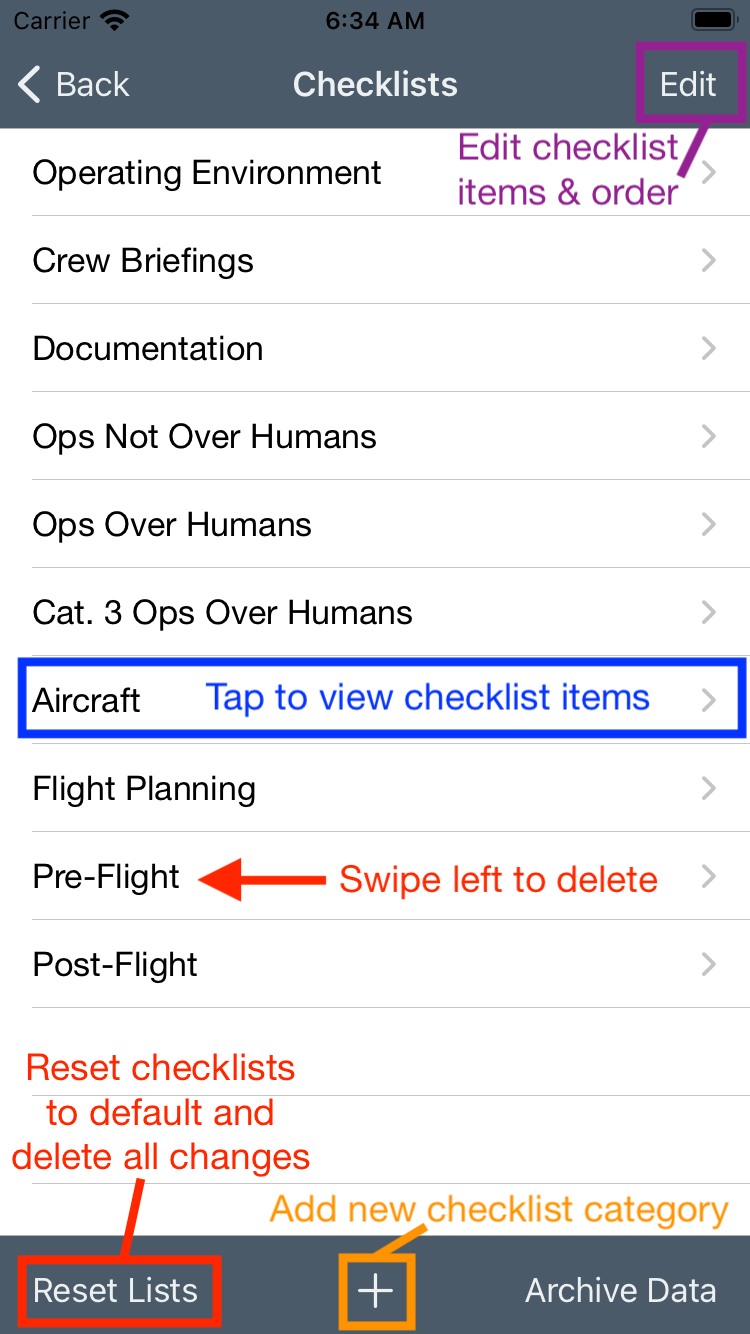 Carrier 6:34 AM
Back Checklists Edit
Edit checklist
items & order
Operating Environment
Crew Briefings
Documentation
Ops Not Over Humans
Ops Over Humans
Cat. 3 Ops Over Humans
Aircraft Tap to view checklist items
Flight Planning
Pre-Flight Swipe left to delete
Post-Flight
Reset checklists
to default and
delete all changes
Add new checklist category
Reset Lists + Archive Data